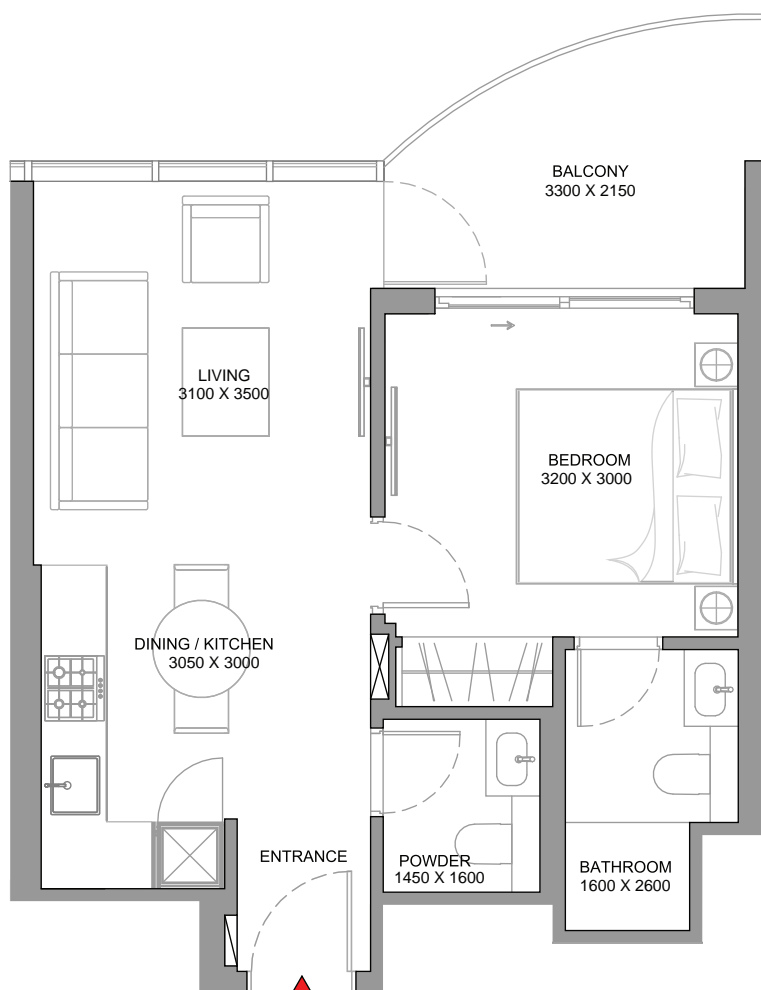 BALCONY
3300 X 2150
LIVING
3100 X 3500
BEDROOM
3200 X 3000
DINING / KITCHEN
3050 X 3000
ENTRANCE
POWDER
1450 X 1600
BATHROOM
1600 X 2600